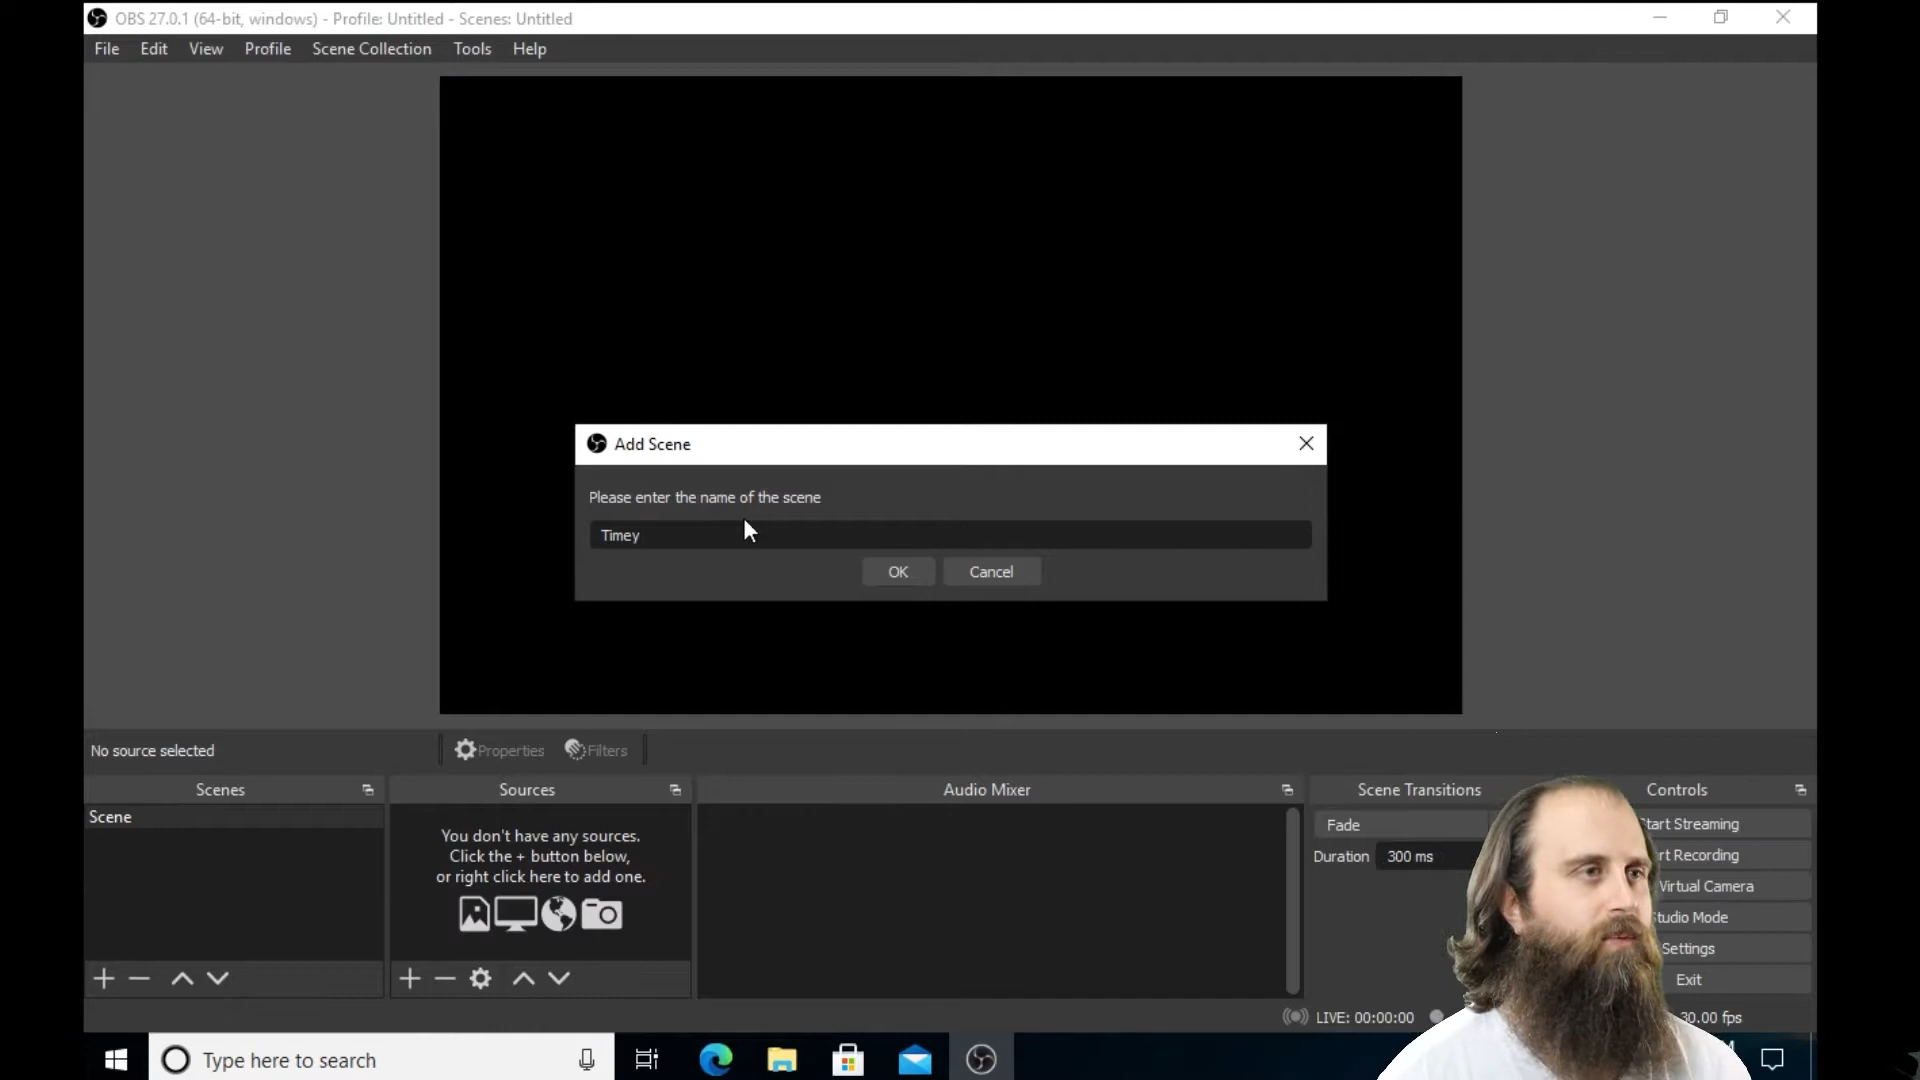 OBS 27.0.1 (64-bit, windows) - Profile: Untitled - Scenes: Untitled
File Edit View Profile Scene Collection Tools Help
Add Scene
Please enter the name of the scene
Timey
OK Cancel
No source selected Properties Filters
Scenes Sources Audio Mixer Scene Transitions Controls
Scene
You don't have any sources.
Click the + button below,
or right click here to add one.
Fade
Duration 300 ms
tart Streaming
rt Recording
Virtual Camera
tudio Mode
Settings
Exit
LIVE: 00:00:00 30.00 fps
Type here to search